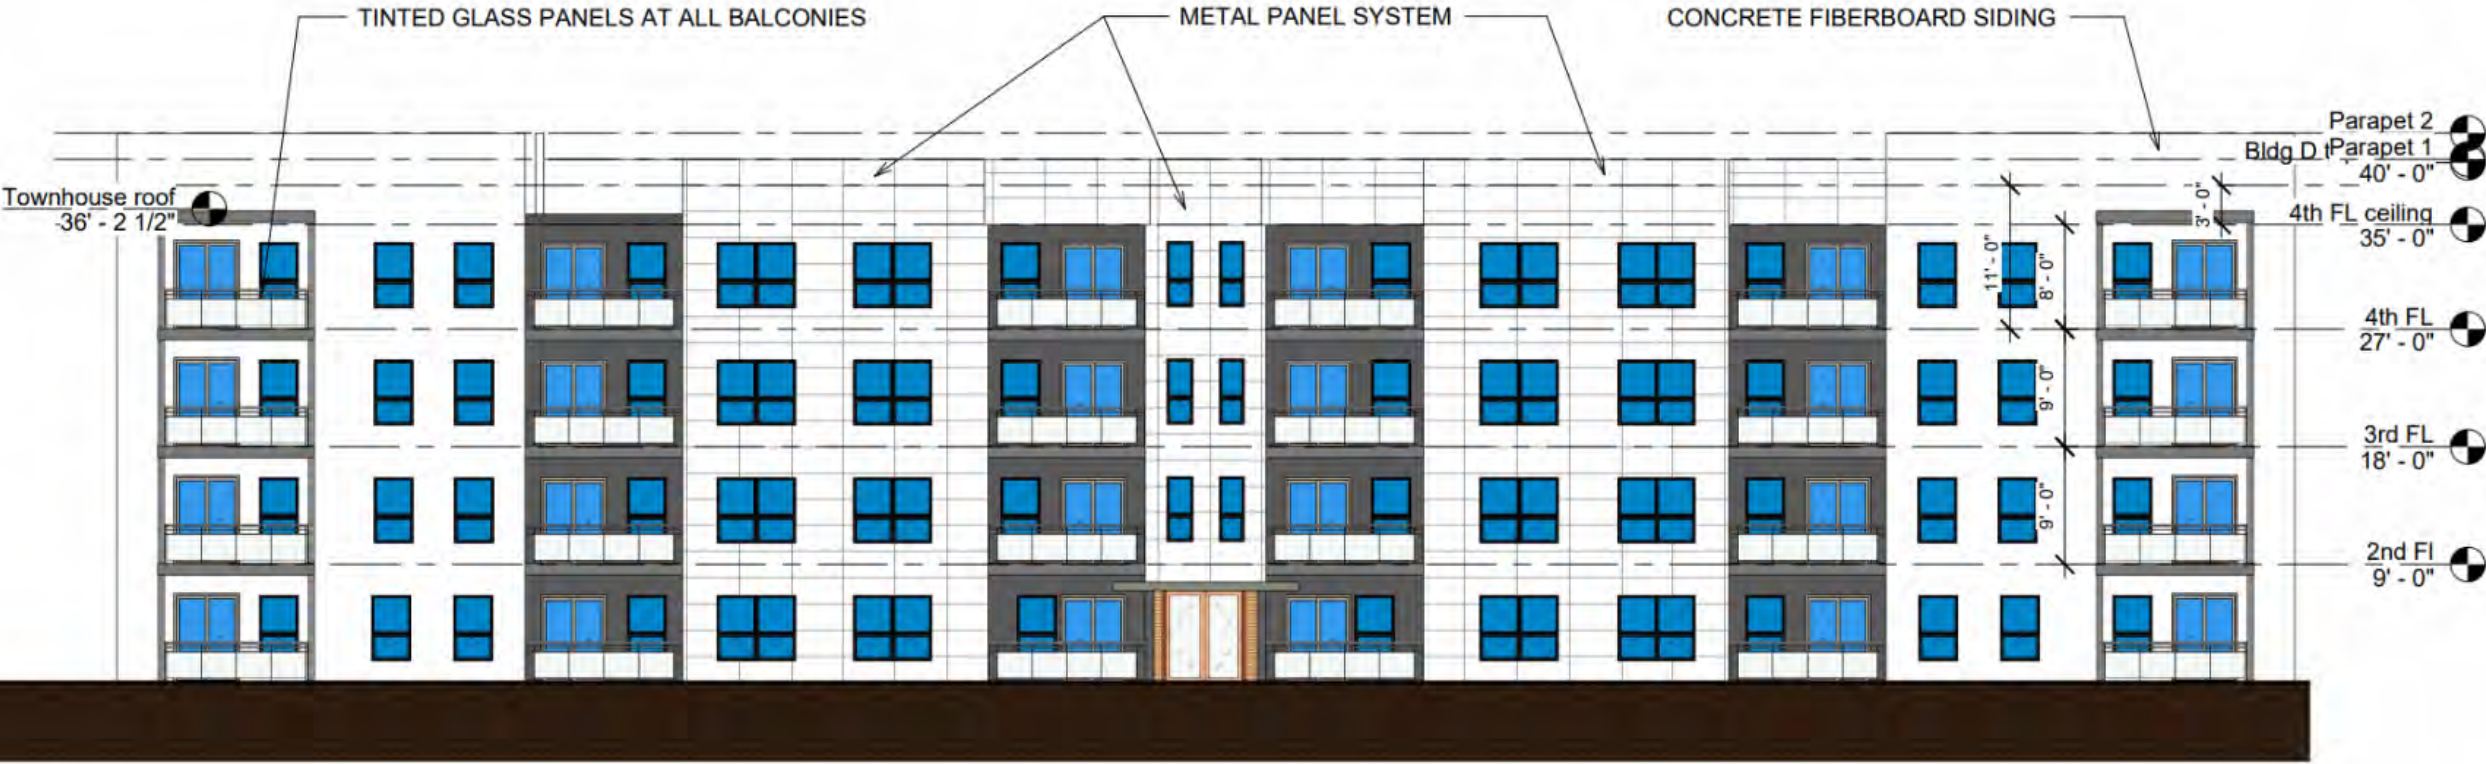 TINTED GLASS PANELS AT ALL BALCONIES
METAL PANEL SYSTEM
CONCRETE FIBERBOARD SIDING
Parapet 2
Bldg D
Parapet 1
40' - 0"
Townhouse roof
36' - 2 1/2"
3' - 0"
4th FL ceiling
35' - 0"
11' - 0"
8' - 0"
4th FL
27' - 0"
9' - 0"
3rd FL
18' - 0"
9' - 0"
2nd Fl
9' - 0"